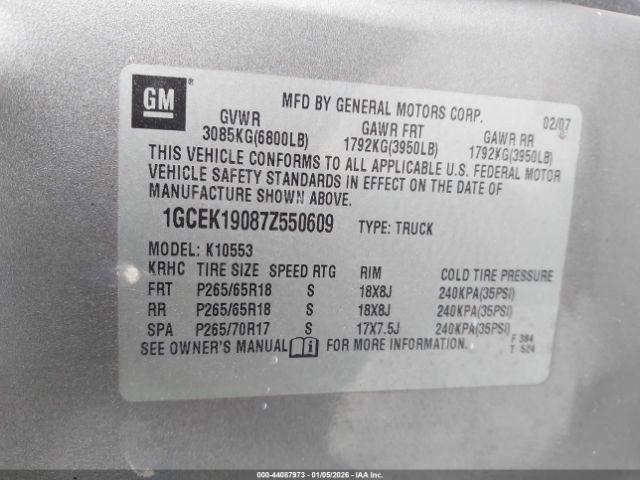 GM
®
MFD BY GENERAL MOTORS CORP. 02/07
GVWR GAWR FRT GAWR RR
3085KG(6800LB) 1792KG(3950LB) 1792KG(3950LB)
THIS VEHICLE CONFORMS TO ALL APPLICABLE U.S. FEDERAL MOTOR
VEHICLE SAFETY STANDARDS IN EFFECT ON THE DATE OF
MANUFACTURE SHOWN ABOVE.
1GCEK19087Z550609 TYPE: TRUCK
MODEL: K10553
KRHC TIRE SIZE SPEED RTG RIM COLD TIRE PRESSURE
FRT P265/65R18 S 18X8J 240KPA(35PSI)
RR P265/65R18 S 18X8J 240KPA(35PSI)
SPA P265/70R17 S 17X7.5J 240KPA(35PSI)
SEE OWNER'S MANUAL i FOR MORE INFORMATION.
F 384
T 524
000-44087973 - 01/05/2026 - IAAI Inc.